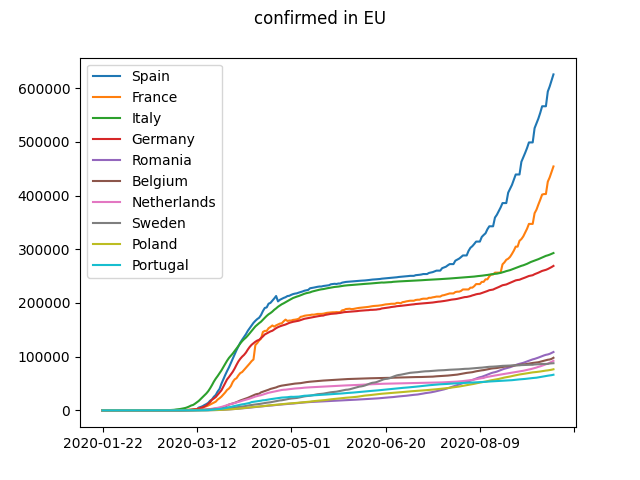 confirmed in EU
Spain
France
Italy
Germany
Romania
Belgium
Netherlands
Sweden
Poland
Portugal
600000
500000
400000
300000
200000
100000
0
2020-01-22 2020-03-12 2020-05-01 2020-06-20 2020-08-09